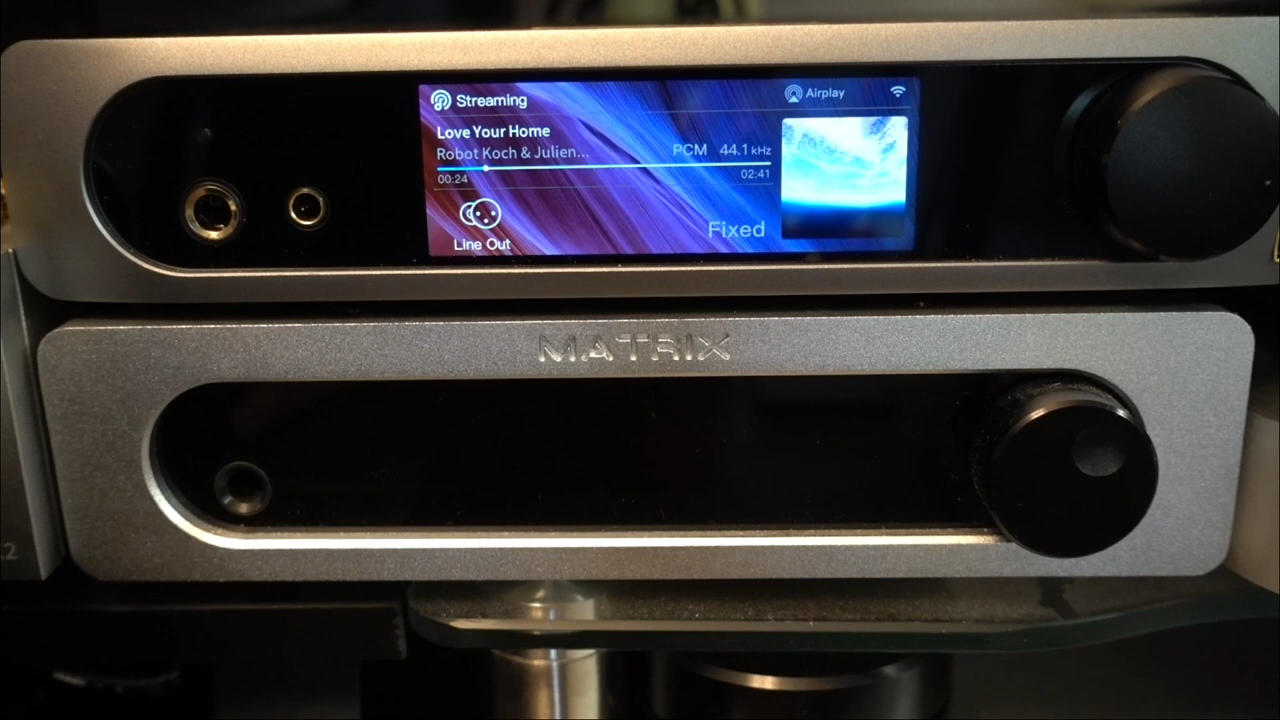 Streaming
Airplay
Love Your Home
Robot Koch & Julien...
PCM 44.1 kHz
00:24
02:41
Line Out
Fixed
MATRIX